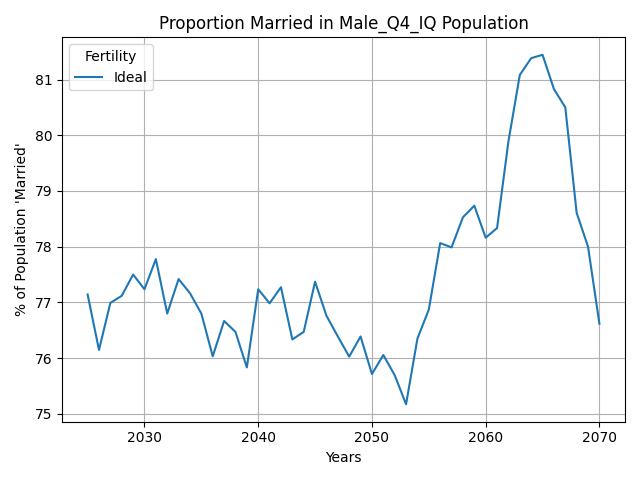 Proportion Married in Male_Q4_IQ Population
Fertility
Ideal
% of Population 'Married'
81
80
79
78
77
76
75
2030
2040
2050
2060
2070
Years